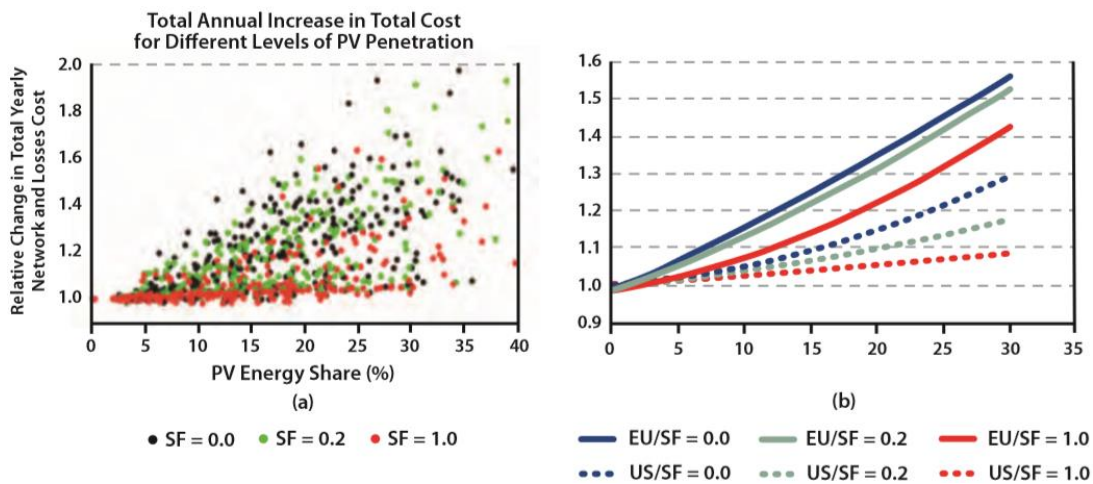 Total Annual Increase in Total Cost
for Different Levels of PV Penetration
Relative Change in Total Yearly
Network and Losses Cost
2.0
1.8
1.6
1.4
1.2
1.0
0 5 10 15 20 25 30 35 40
PV Energy Share (%)
(a)
SF = 0.0 SF = 0.2 SF = 1.0
1.6
1.5
1.4
1.3
1.2
1.1
1.0
0.9
0 5 10 15 20 25 30 35
(b)
EU/SF = 0.0 EU/SF = 0.2 EU/SF = 1.0
US/SF = 0.0 US/SF = 0.2 US/SF = 1.0